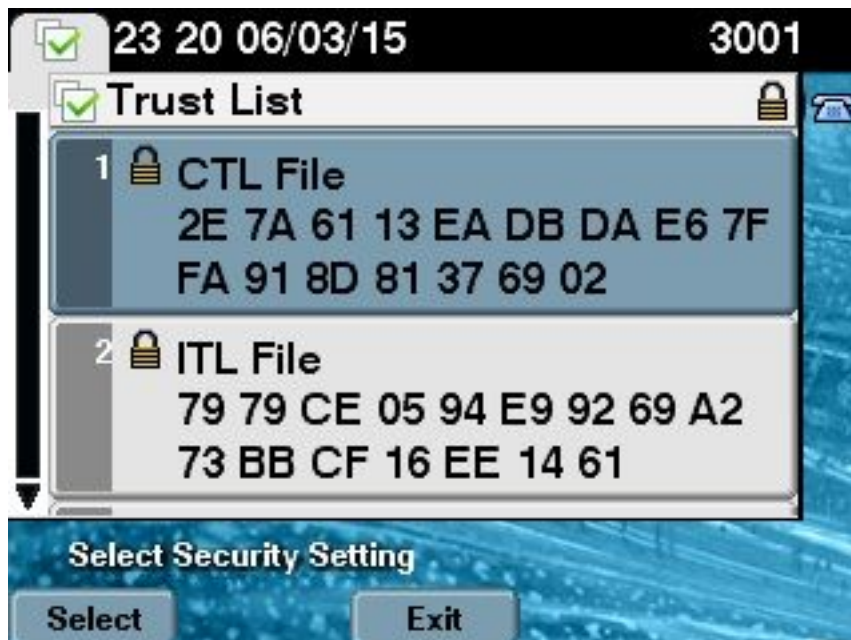 23 20 06/03/15 3001
Trust List
1 CTL File
2E 7A 61 13 EA DB DA E6 7F
FA 91 8D 81 37 69 02
2 ITL File
79 79 CE 05 94 E9 92 69 A2
73 BB CF 16 EE 14 61
Select Security Setting
Select Exit